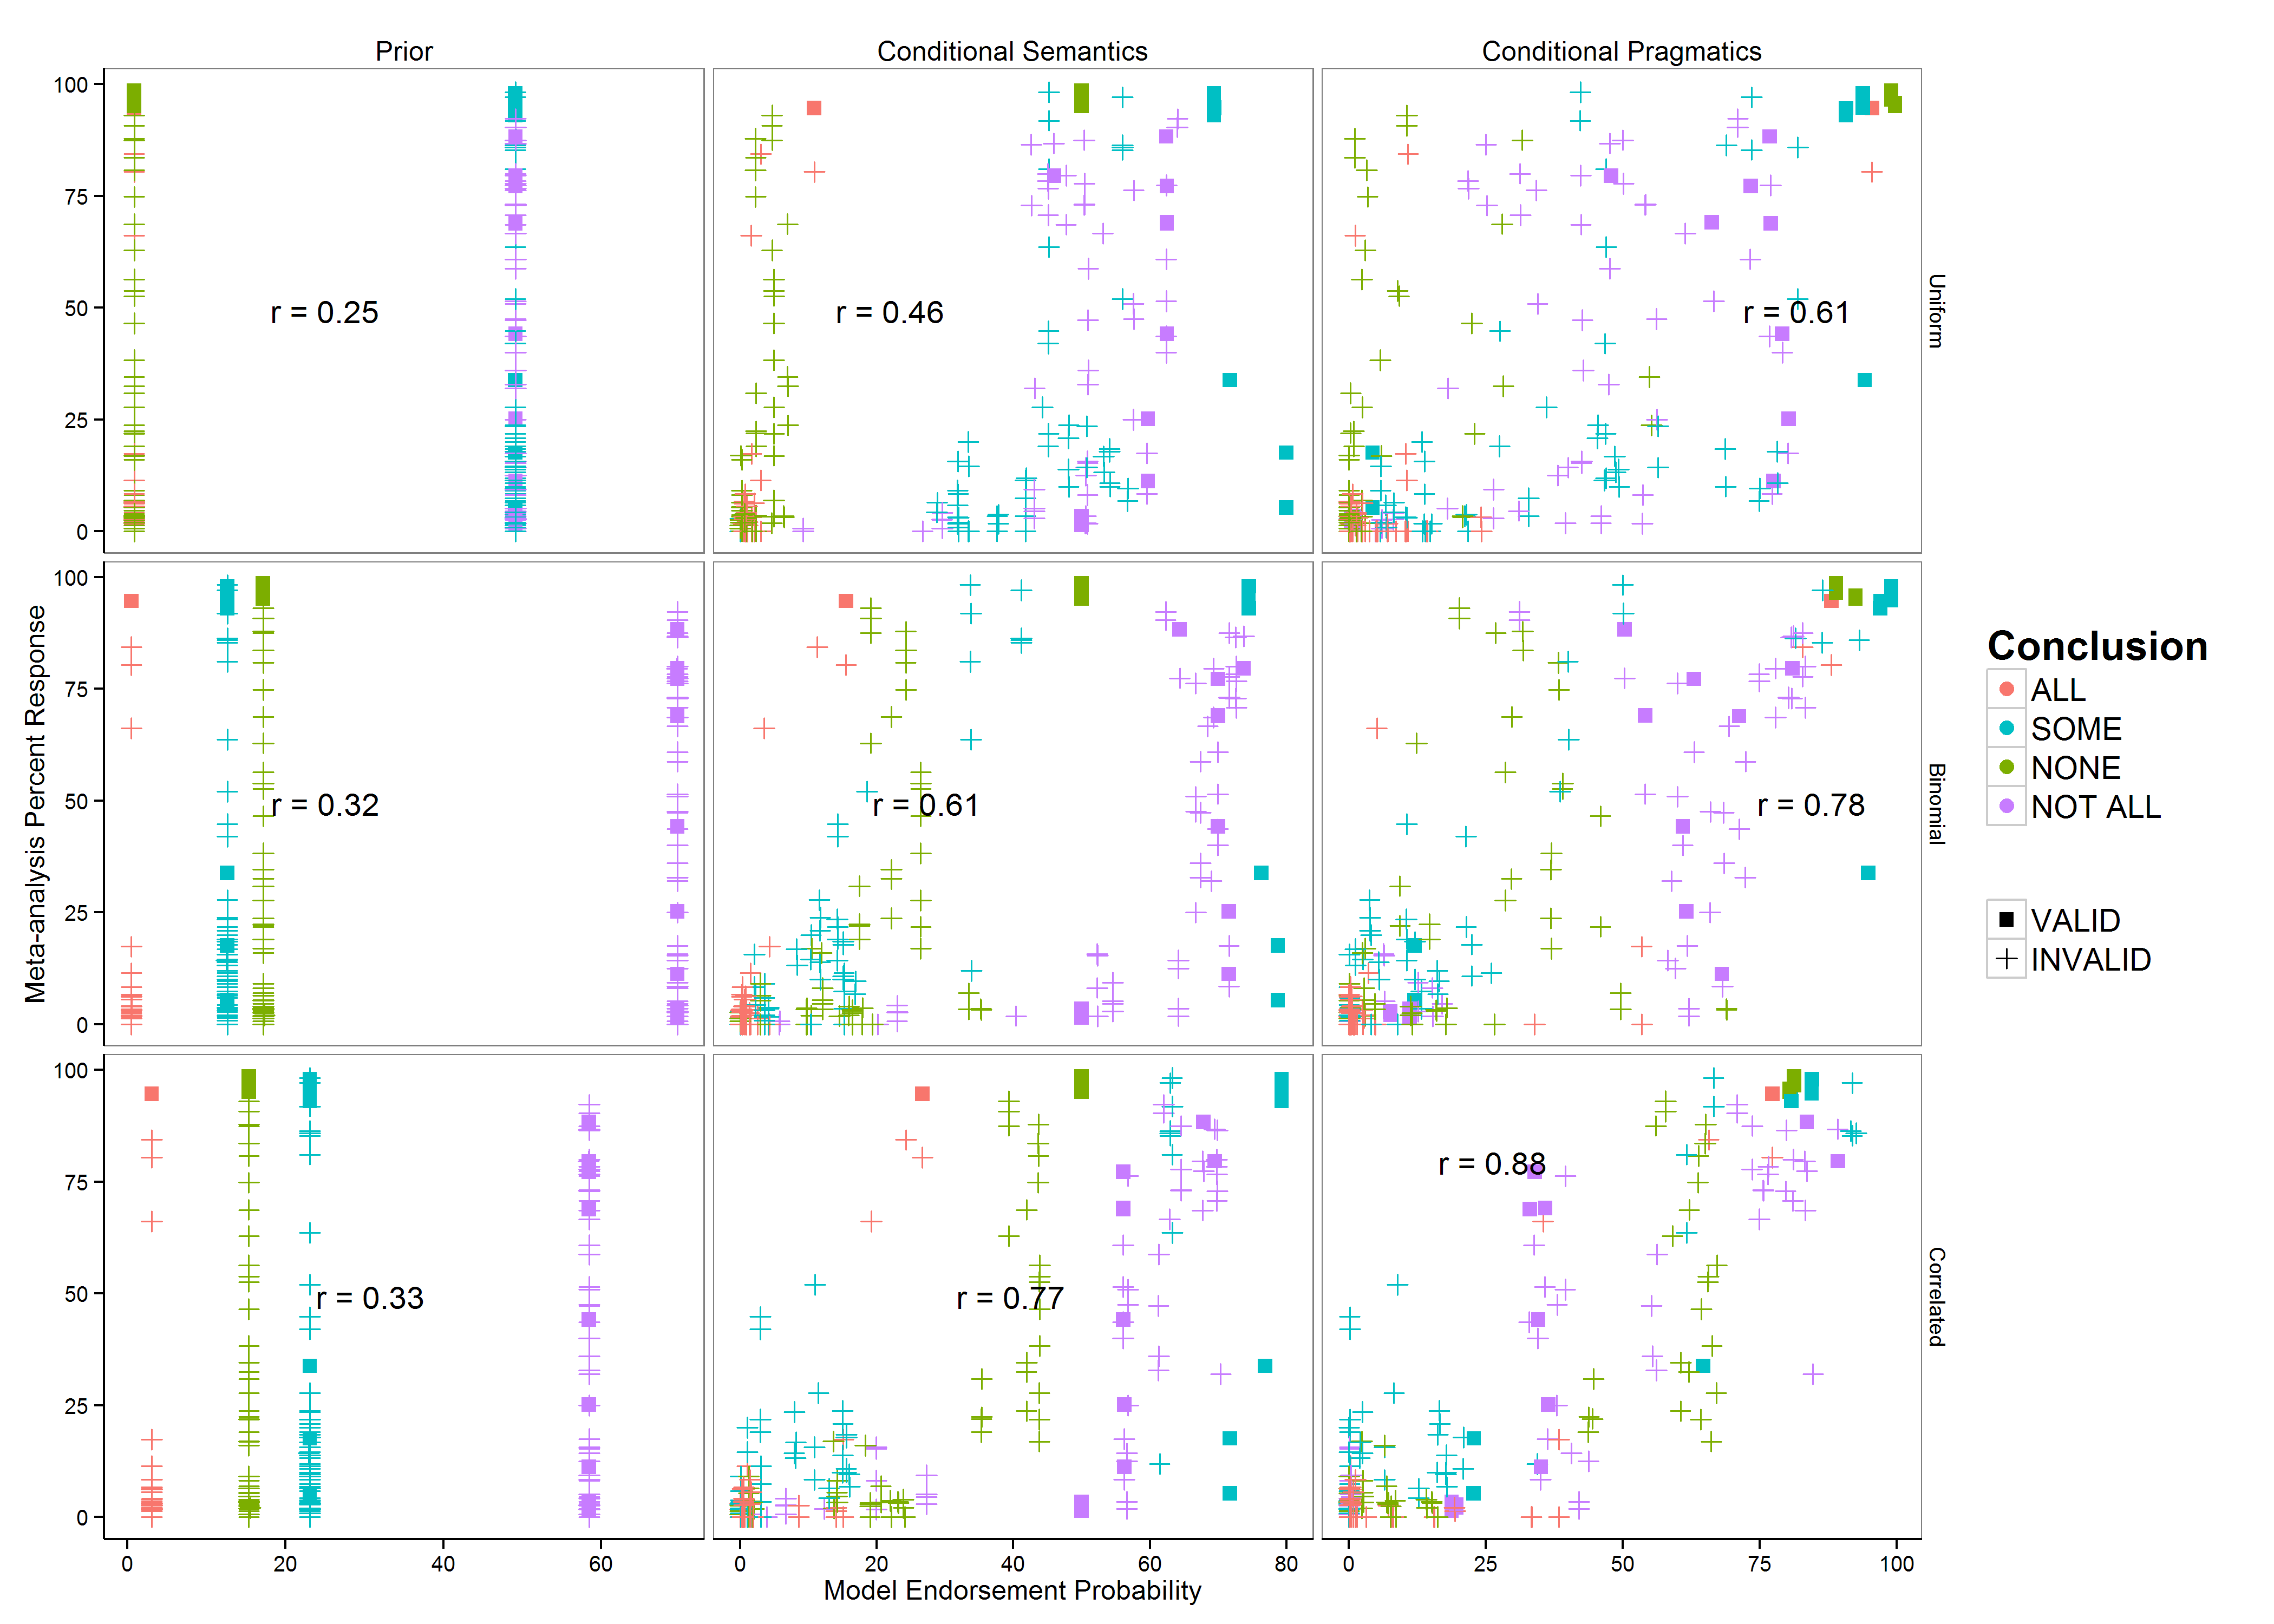 Prior
Conditional Semantics
Conditional Pragmatics
100
75
50
25
0
r = 0.25
r = 0.46
r = 0.61
Uniform
100
75
50
25
0
r = 0.32
r = 0.61
r = 0.78
Binomial
100
75
50
25
0
r = 0.33
r = 0.77
r = 0.88
Correlated
0 20 40 60
0 20 40 60 80
0 25 50 75 100
Model Endorsement Probability
Meta-analysis Percent Response
Conclusion
ALL
SOME
NONE
NOT ALL
VALID
INVALID